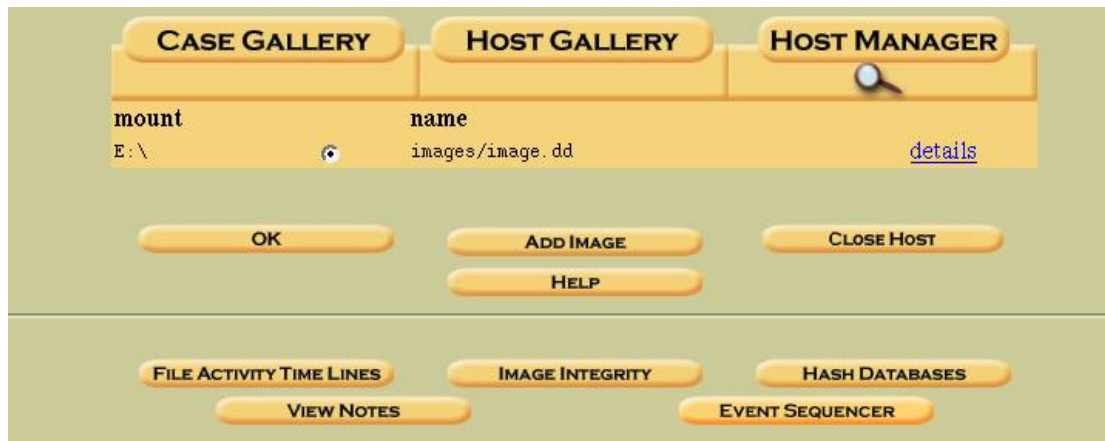 CASE GALLERY HOST GALLERY HOST MANAGER
mount name
E:\ images/image.dd details
OK ADD IMAGE CLOSE HOST
HELP
FILE ACTIVITY TIME LINES IMAGE INTEGRITY HASH DATABASES
VIEW NOTES EVENT SEQUENCER